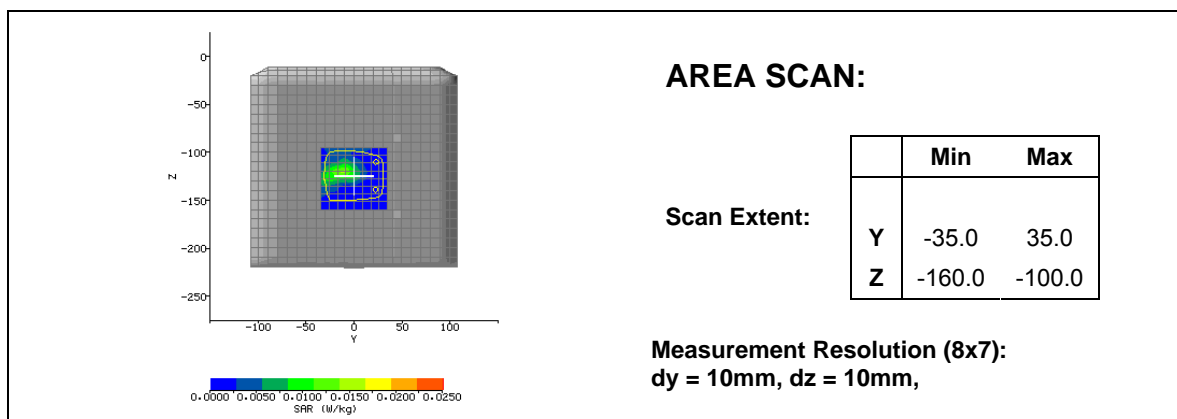 AREA SCAN:
0
-50
-100
-150
-200
-250
Z
-100 -50 0 50 100
Y
0.0000 0.0050 0.0100 0.0150 0.0200 0.0250
SAR (W/kg)
Scan Extent:
Min Max
Y -35.0 35.0
Z -160.0 -100.0
Measurement Resolution (8x7):
dy = 10mm, dz = 10mm,